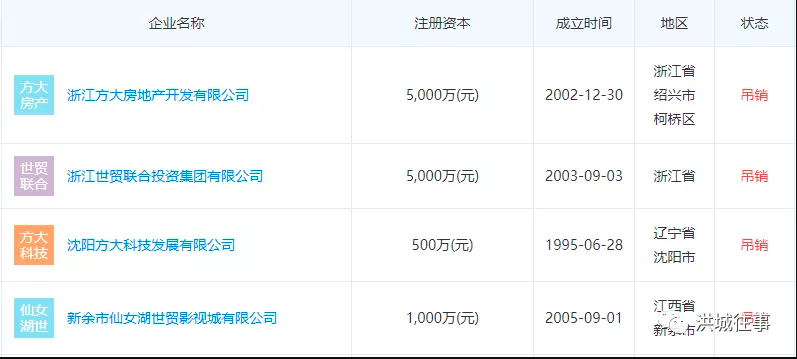 企业名称 注册资本 成立时间 地区 状态
方大
房产
浙江方大房地产开发有限公司 5,000万(元) 2002-12-30
浙江省
绍兴市
柯桥区
吊销
世贸
联合
浙江世贸联合投资集团有限公司 5,000万(元) 2003-09-03 浙江省 吊销
方大
科技
沈阳方大科技发展有限公司 500万(元) 1995-06-28
辽宁省
沈阳市
吊销
仙女
湖世
新余市仙女湖世贸影视城有限公司 1,000万(元) 2005-09-01
江西省
新余市
洪城往事